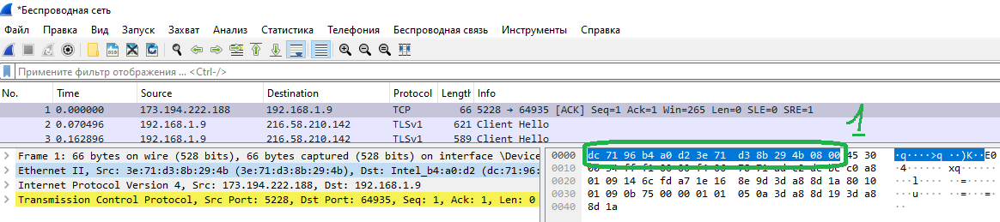 *Беспроводная сеть
Файл Правка Вид Запуск Захват Анализ Статистика Телефония Беспроводная связь Инструменты Справка
Примените фильтр отображения ... <Ctrl-/>
No. Time Source Destination Protocol Length Info
1 0.000000 173.194.222.188 192.168.1.9 TCP 66 5228 → 64935 [ACK] Seq=1 Ack=1 Win=265 Len=0 SLE=0 SRE=1
2 0.070496 192.168.1.9 216.58.210.142 TLSv1 621 Client Hello
3 0.162896 192.168.1.9 216.58.210.142 TLSv1 589 Client Hello
1
Frame 1: 66 bytes on wire (528 bits), 66 bytes captured (528 bits) on interface \Device
Ethernet II, Src: 3e:71:d3:8b:29:4b (3e:71:d3:8b:29:4b), Dst: Intel_b4:a0:d2 (dc:71:96:
Internet Protocol Version 4, Src: 173.194.222.188, Dst: 192.168.1.9
Transmission Control Protocol, Src Port: 5228, Dst Port: 64935, Seq: 1, Ack: 1, Len: 0
0000 dc 71 96 b4 a0 d2 3e 71 d3 8b 29 4b 08 00 45 30 ·q····>q ··)K··E0
0010 c0 a8
0020 01 09 14 6c fd a7 1e 16 8e 9d 3d a8 8d 1a 80 10 ···l···· ··=·····
0030 01 09 0b 75 00 00 01 01 05 0a 3d a8 8d 19 3d a8 ···u···· ··=···=·
0040 8d 1a ··